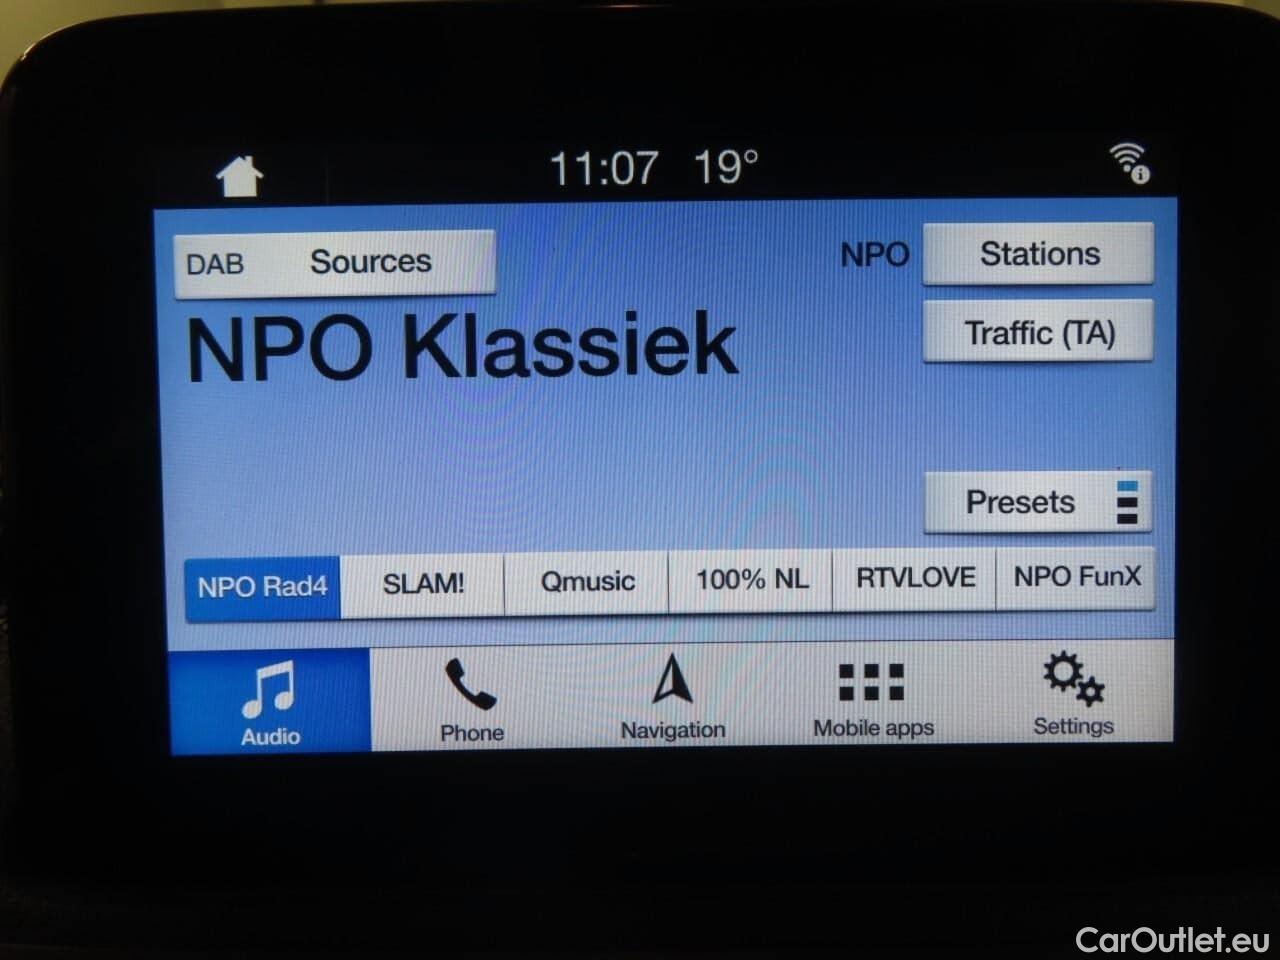 11:07 19°
DAB Sources
NPO Stations
NPO Klassiek
Traffic (TA)
Presets
NPO Rad4 SLAM! Qmusic 100% NL RTVLOVE NPO FunX
Audio Phone Navigation Mobile apps Settings
CarOutlet.eu